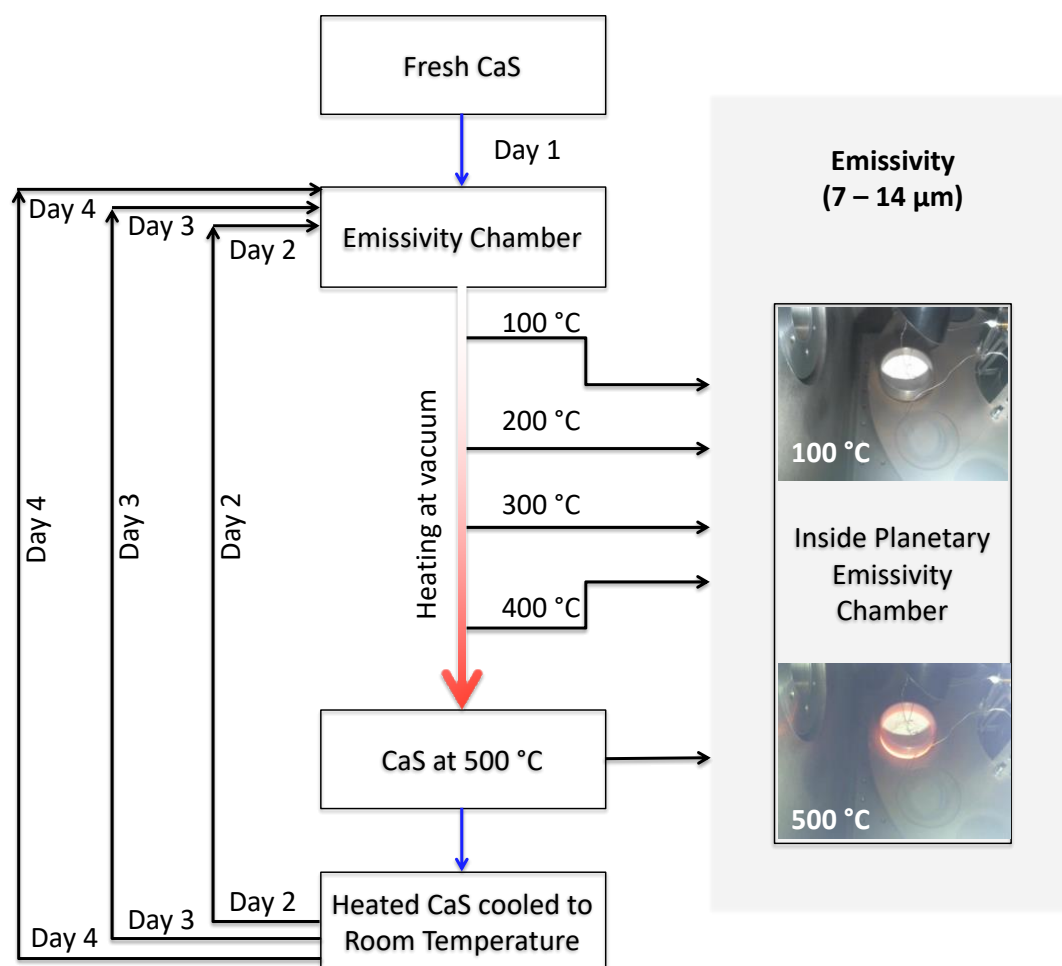 Fresh CaS
Day 1
Emissivity
(7 – 14 µm)
Day 4
Day 3
Day 2
Emissivity Chamber
100 °C
200 °C
300 °C
400 °C
Heating at vacuum
Day 4
Day 3
Day 2
100 °C
Inside Planetary
Emissivity
Chamber
500 °C
CaS at 500 °C
Day 2
Day 3
Day 4
Heated CaS cooled to
Room Temperature